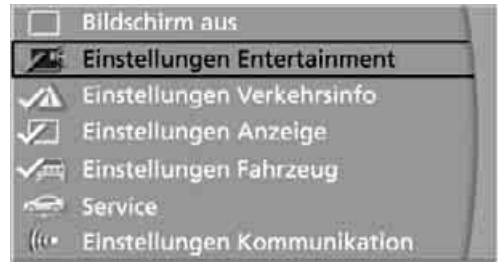 Bildschirm aus
Einstellungen Entertainment
Einstellungen Verkehrsinfo
Einstellungen Anzeige
Einstellungen Fahrzeug
Service
Einstellungen Kommunikation